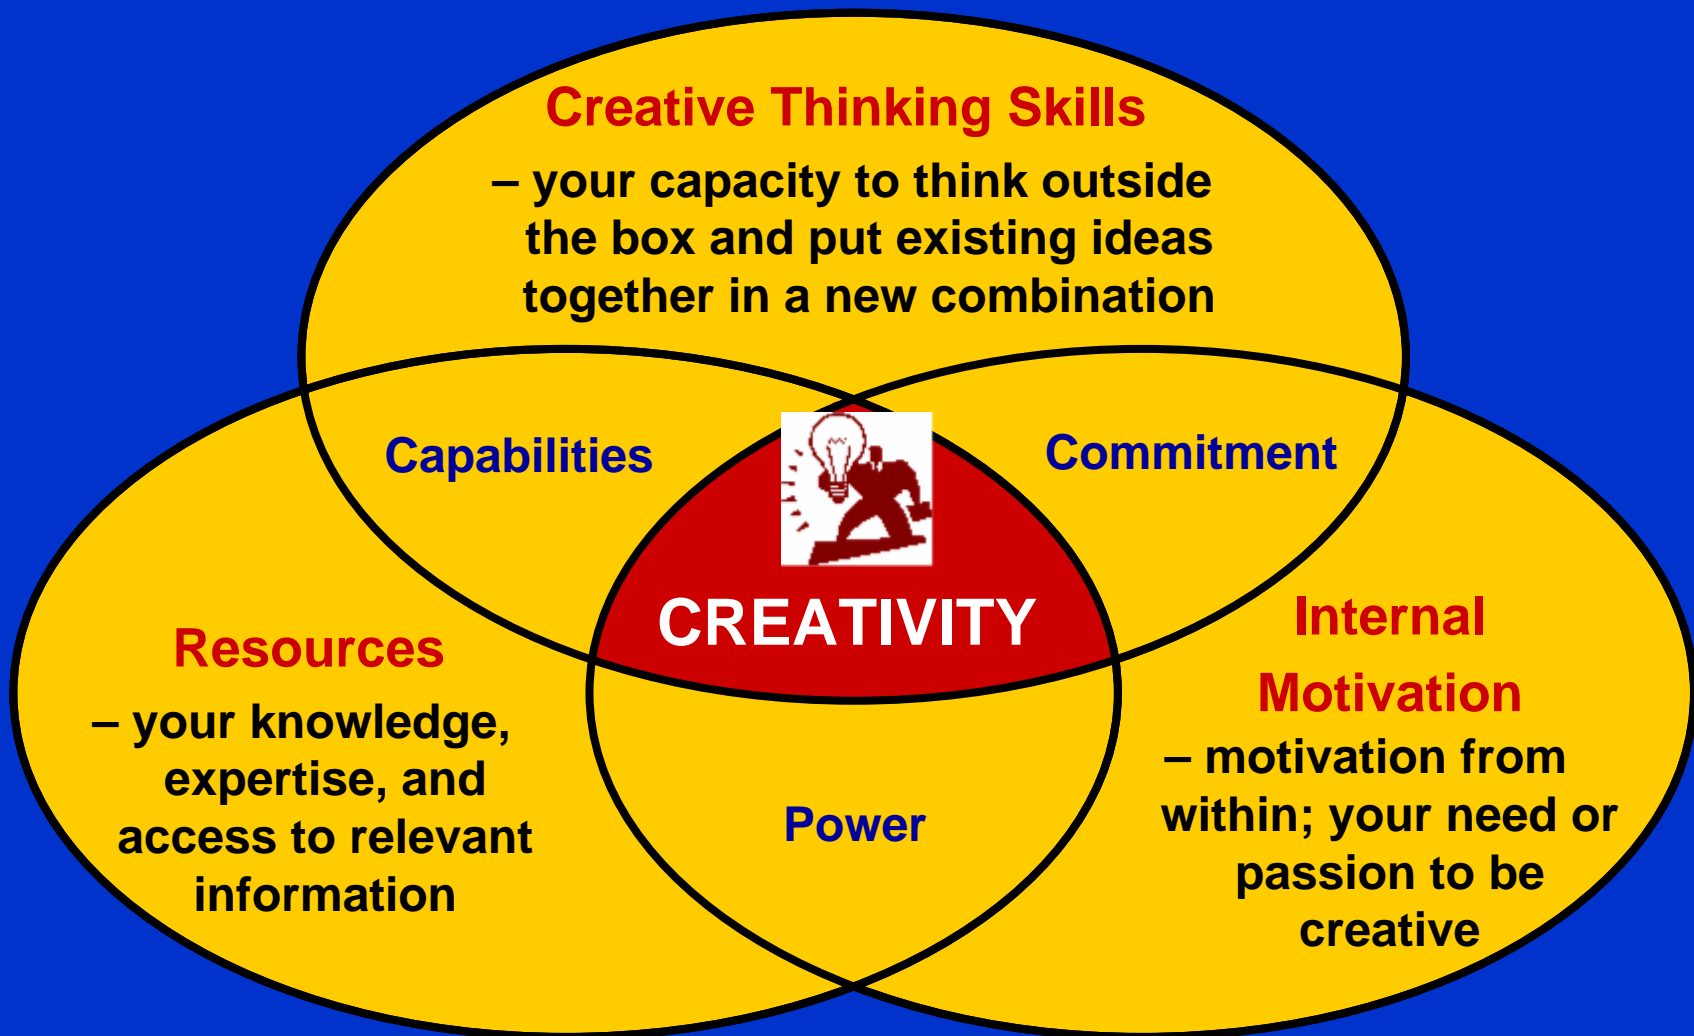 Creative Thinking Skills
– your capacity to think outside
the box and put existing ideas
together in a new combination
Capabilities
Commitment
CREATIVITY
Resources
– your knowledge,
expertise, and
access to relevant
information
Power
Internal
Motivation
– motivation from
within; your need or
passion to be
creative